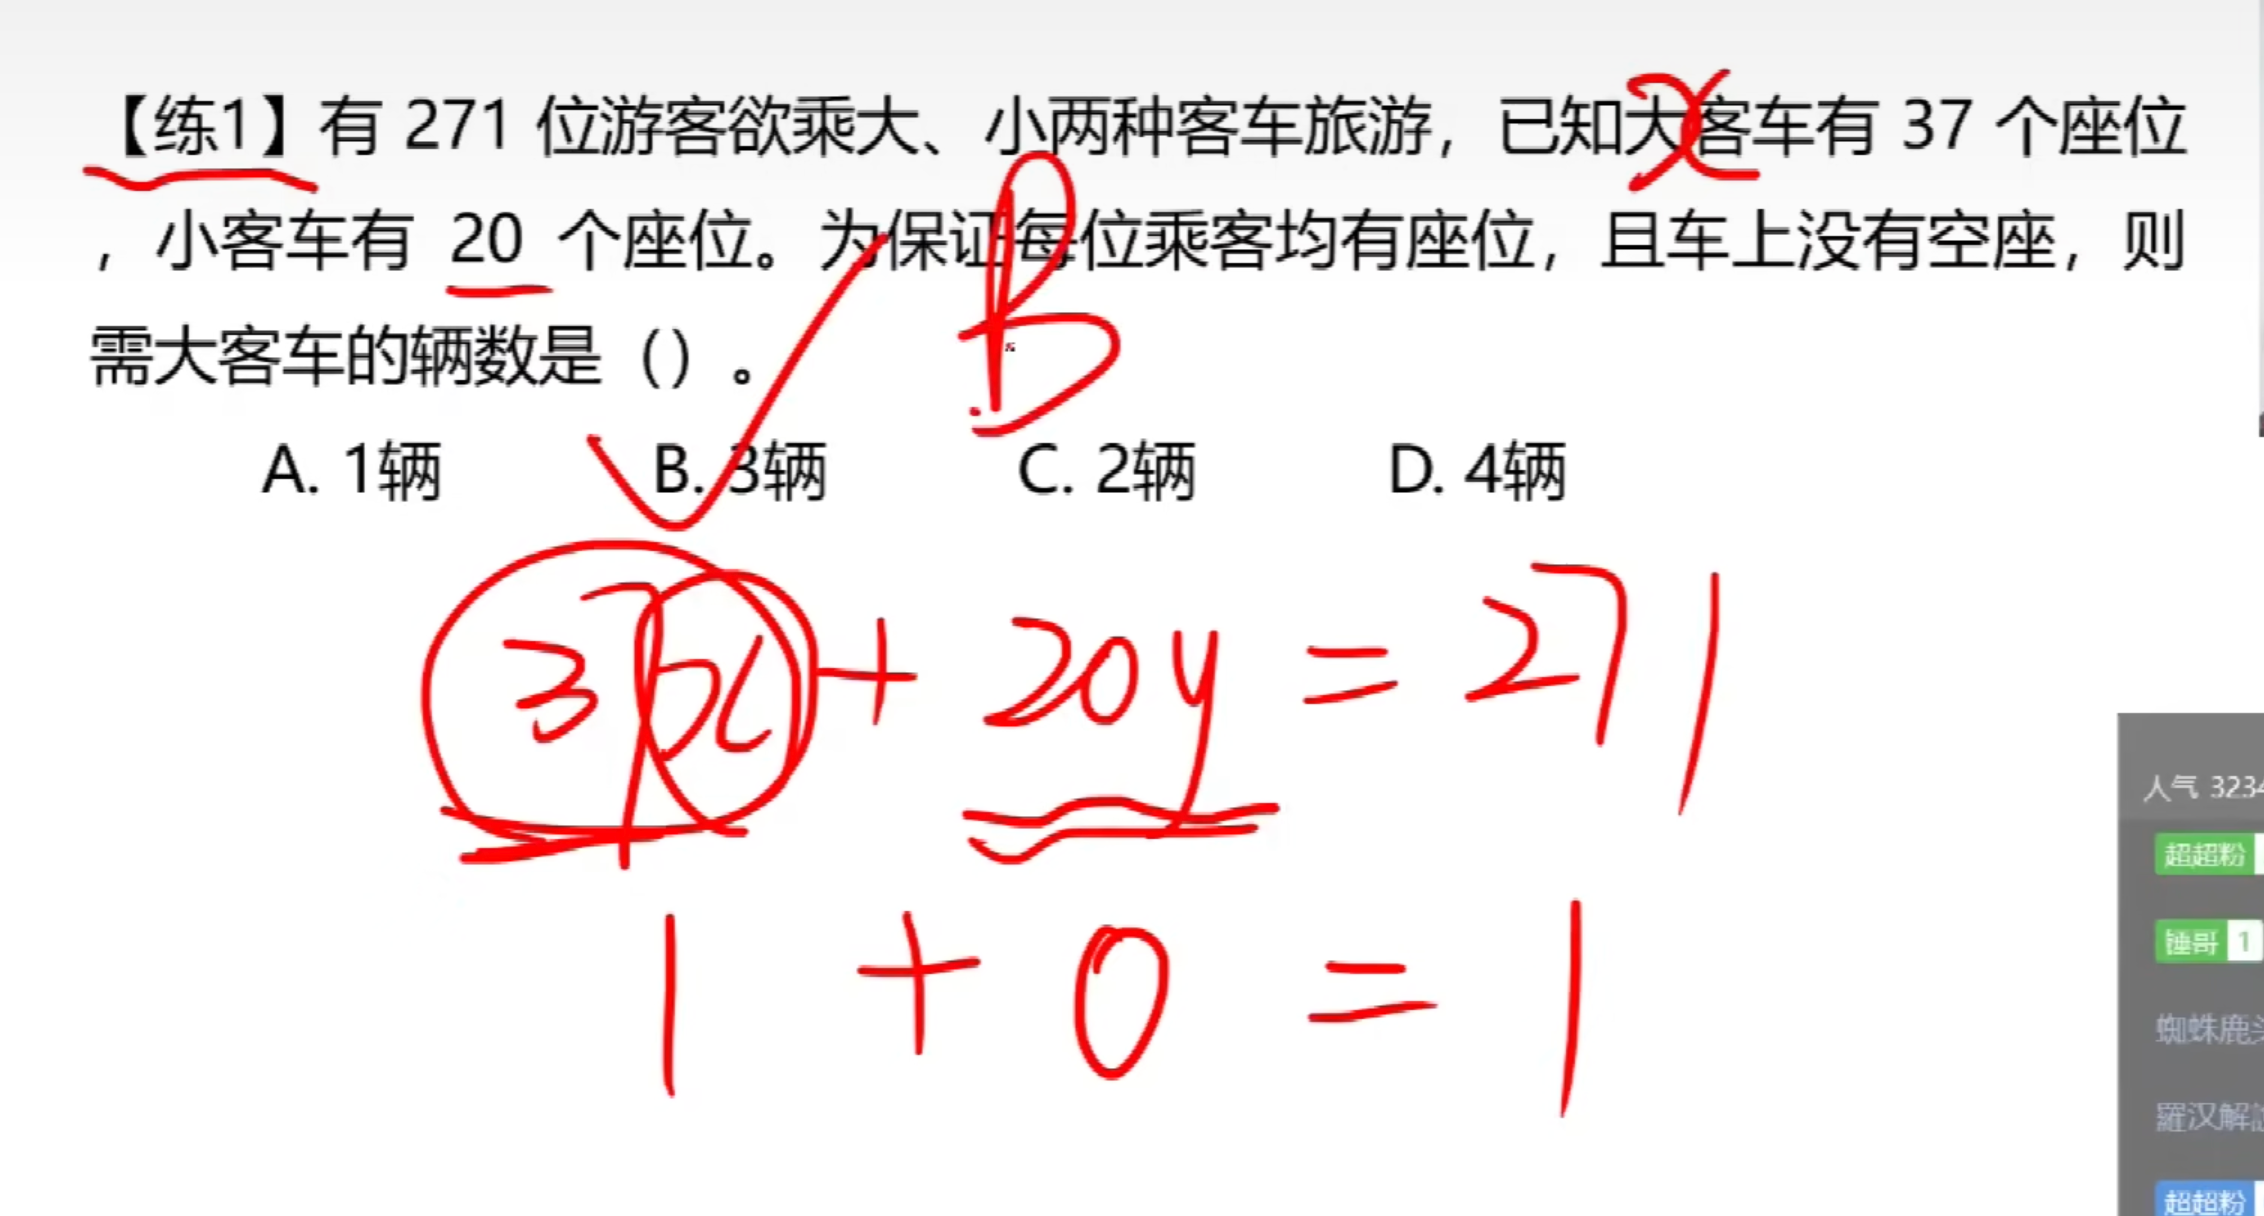 【练1】有 271 位游客欲乘大、小两种客车旅游，已知大客车有 37 个座位
，小客车有 20 个座位。为保证每位乘客均有座位，且车上没有空座，则
需大客车的辆数是（）。
x
B
A. 1辆 B. 3辆 C. 2辆 D. 4辆
37x + 20y = 271
1 + 0 = 1
人气 3234
超超粉
锤哥 1
蜘蛛鹿
羅汉解
超超粉